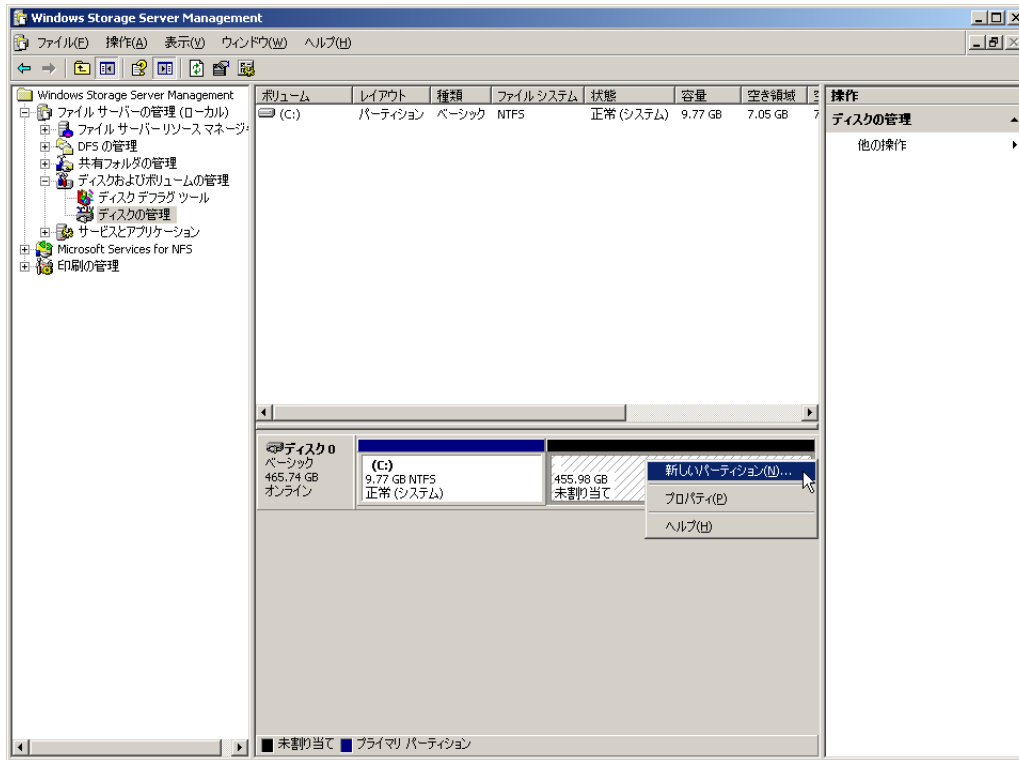 Windows Storage Server Management
ファイル(F) 操作(A) 表示(V) ウィンドウ(W) ヘルプ(H)
Windows Storage Server Management
ファイル サーバーの管理 (ローカル)
ファイル サーバー リソース マネージ
DFS の管理
共有フォルダの管理
ディスクおよびボリュームの管理
ディスク デフラグ ツール
ディスクの管理
サービスとアプリケーション
Microsoft Services for NFS
印刷の管理
ボリューム レイアウト 種類 ファイル システム 状態 容量 空き領域
(C:) パーティション ベーシック NTFS 正常 (システム) 9.77 GB 7.05 GB 7
操作
ディスクの管理
他の操作
ディスク 0
ベーシック
465.74 GB
オンライン
(C:)
9.77 GB NTFS
正常 (システム)
455.98 GB
未割り当て
新しいパーティション(N)...
プロパティ(P)
ヘルプ(H)
未割り当て プライマリ パーティション